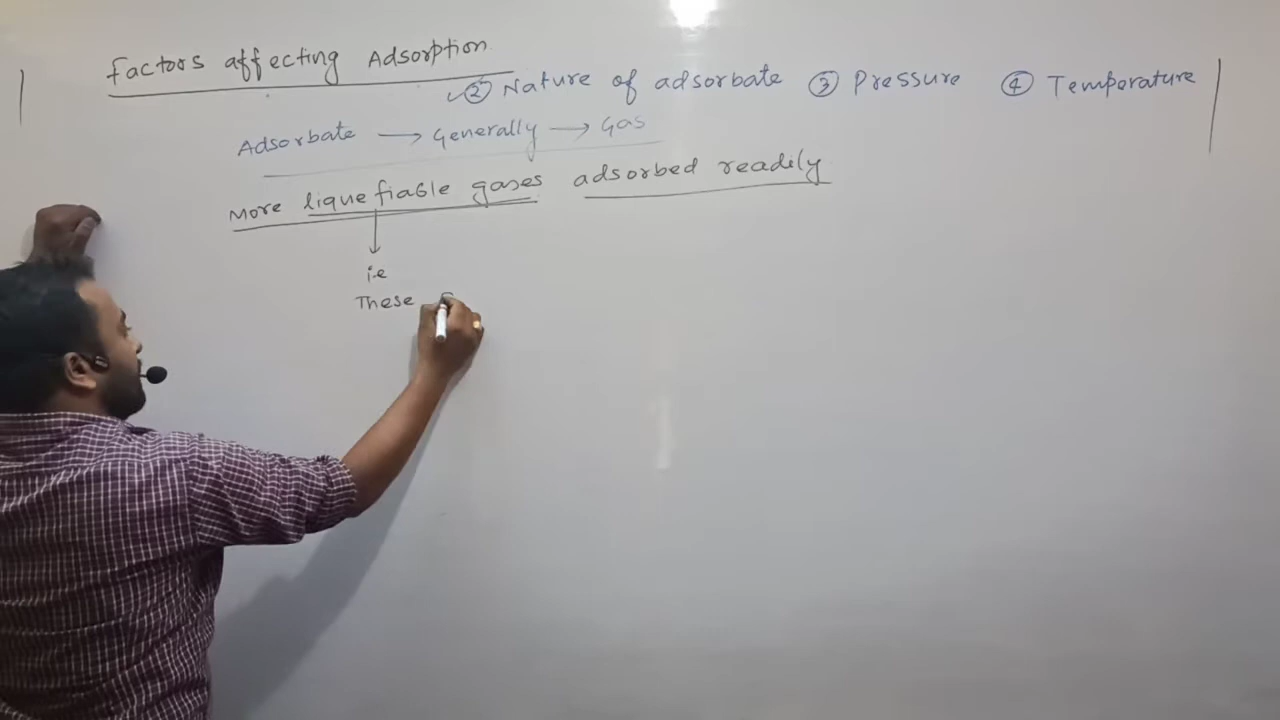 Factors affecting Adsorption
② Nature of adsorbate ③ Pressure ④ Temperature
Adsorbate → Generally → Gas
More liquefiable gases adsorbed readily
i.e
These